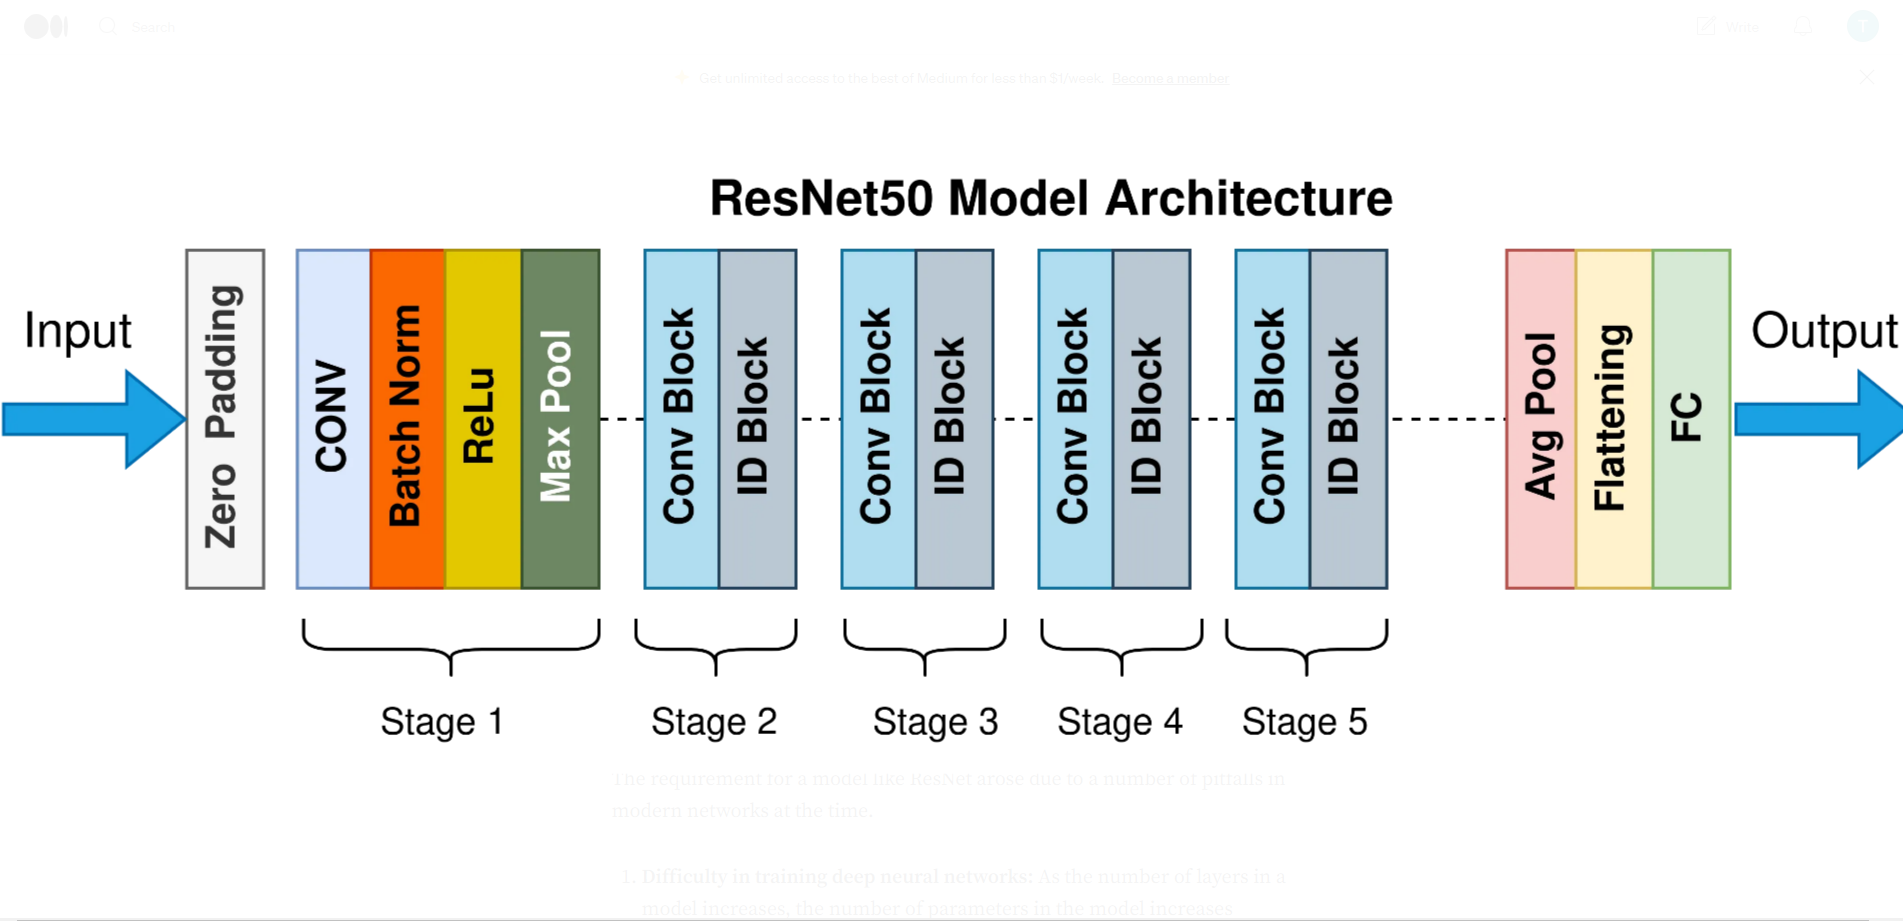 Search
Write
Get unlimited access to the best of Medium for less than $1/week. Become a member
ResNet50 Model Architecture
Input
Zero Padding
CONV
Batch Norm
ReLu
Max Pool
Conv Block
ID Block
Conv Block
ID Block
Conv Block
ID Block
Conv Block
ID Block
Avg Pool
Flattening
FC
Output
Stage 1
Stage 2
Stage 3
Stage 4
Stage 5
The requirement for a model like ResNet arose due to a number of pitfalls in
modern networks at the time.
1. Difficulty in training deep neural networks: As the number of layers in a
model increases, the number of parameters in the model increases